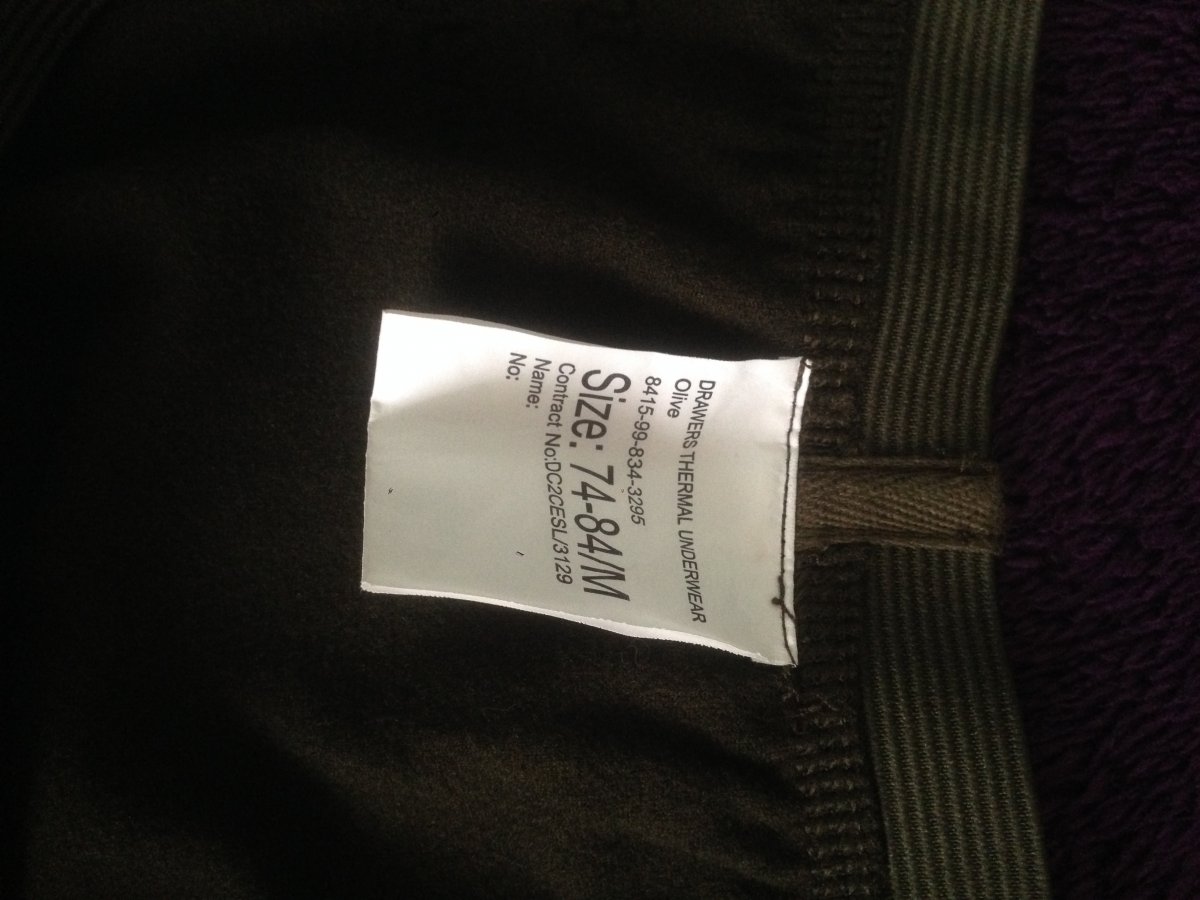 DRAWERS THERMAL UNDERWEAR
Olive
8415-99-834-3295
Size: 74-84/M
Contract No:DC2CESL/3129
Name:
No: